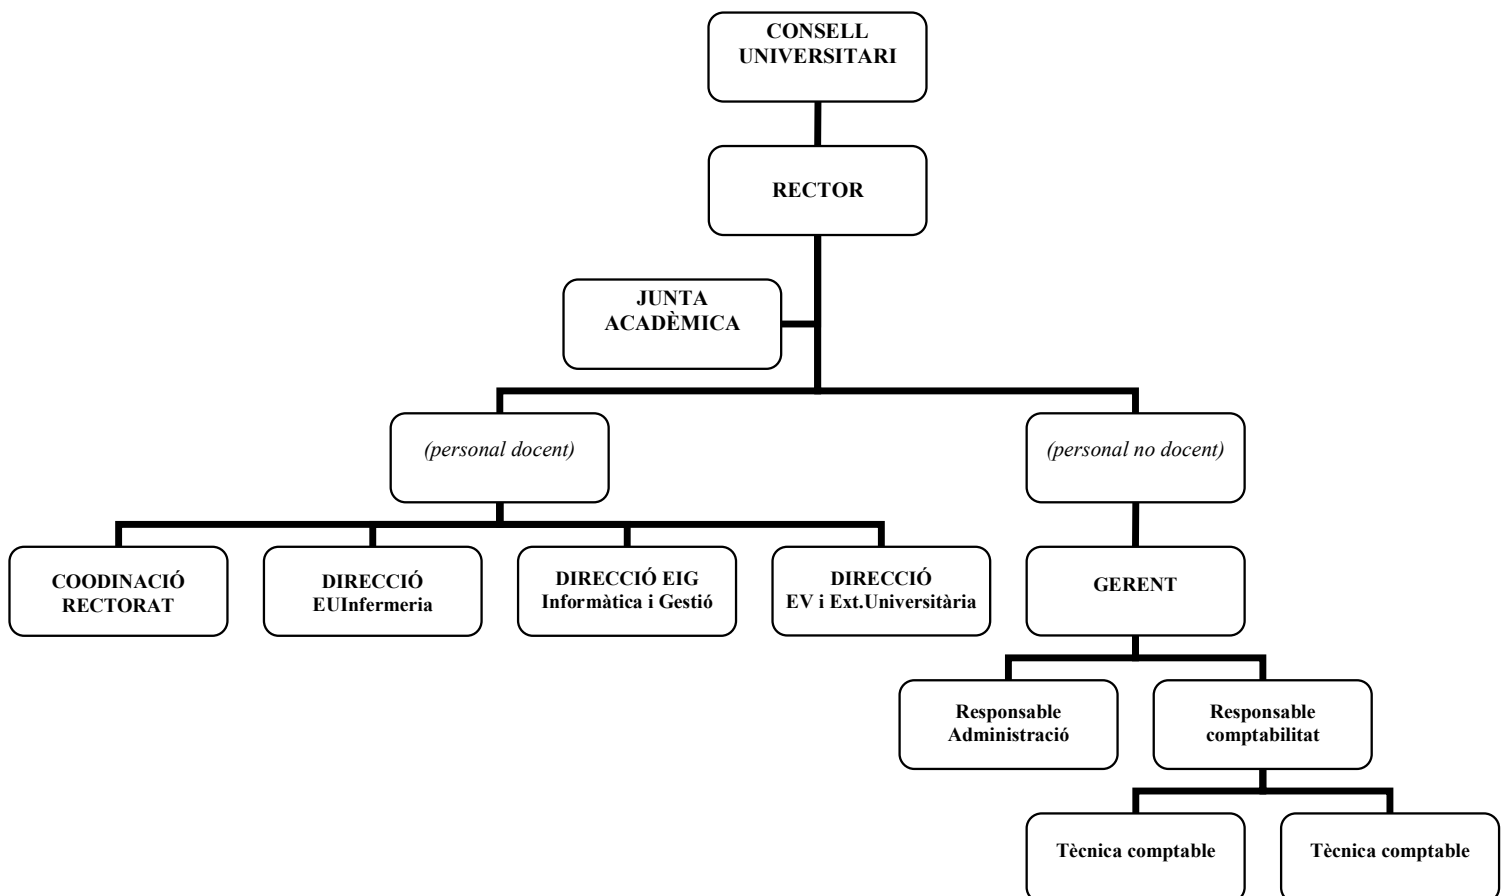 CONSELL
UNIVERSITARI
RECTOR
JUNTA
ACADÈMICA
(personal docent)
(personal no docent)
COODINACIÓ
RECTORAT
DIRECCIÓ
EUInfermeria
DIRECCIÓ EIG
Informàtica i Gestió
DIRECCIÓ
EV i Ext.Universitària
GERENT
Responsable
Administració
Responsable
comptabilitat
Tècnica comptable
Tècnica comptable